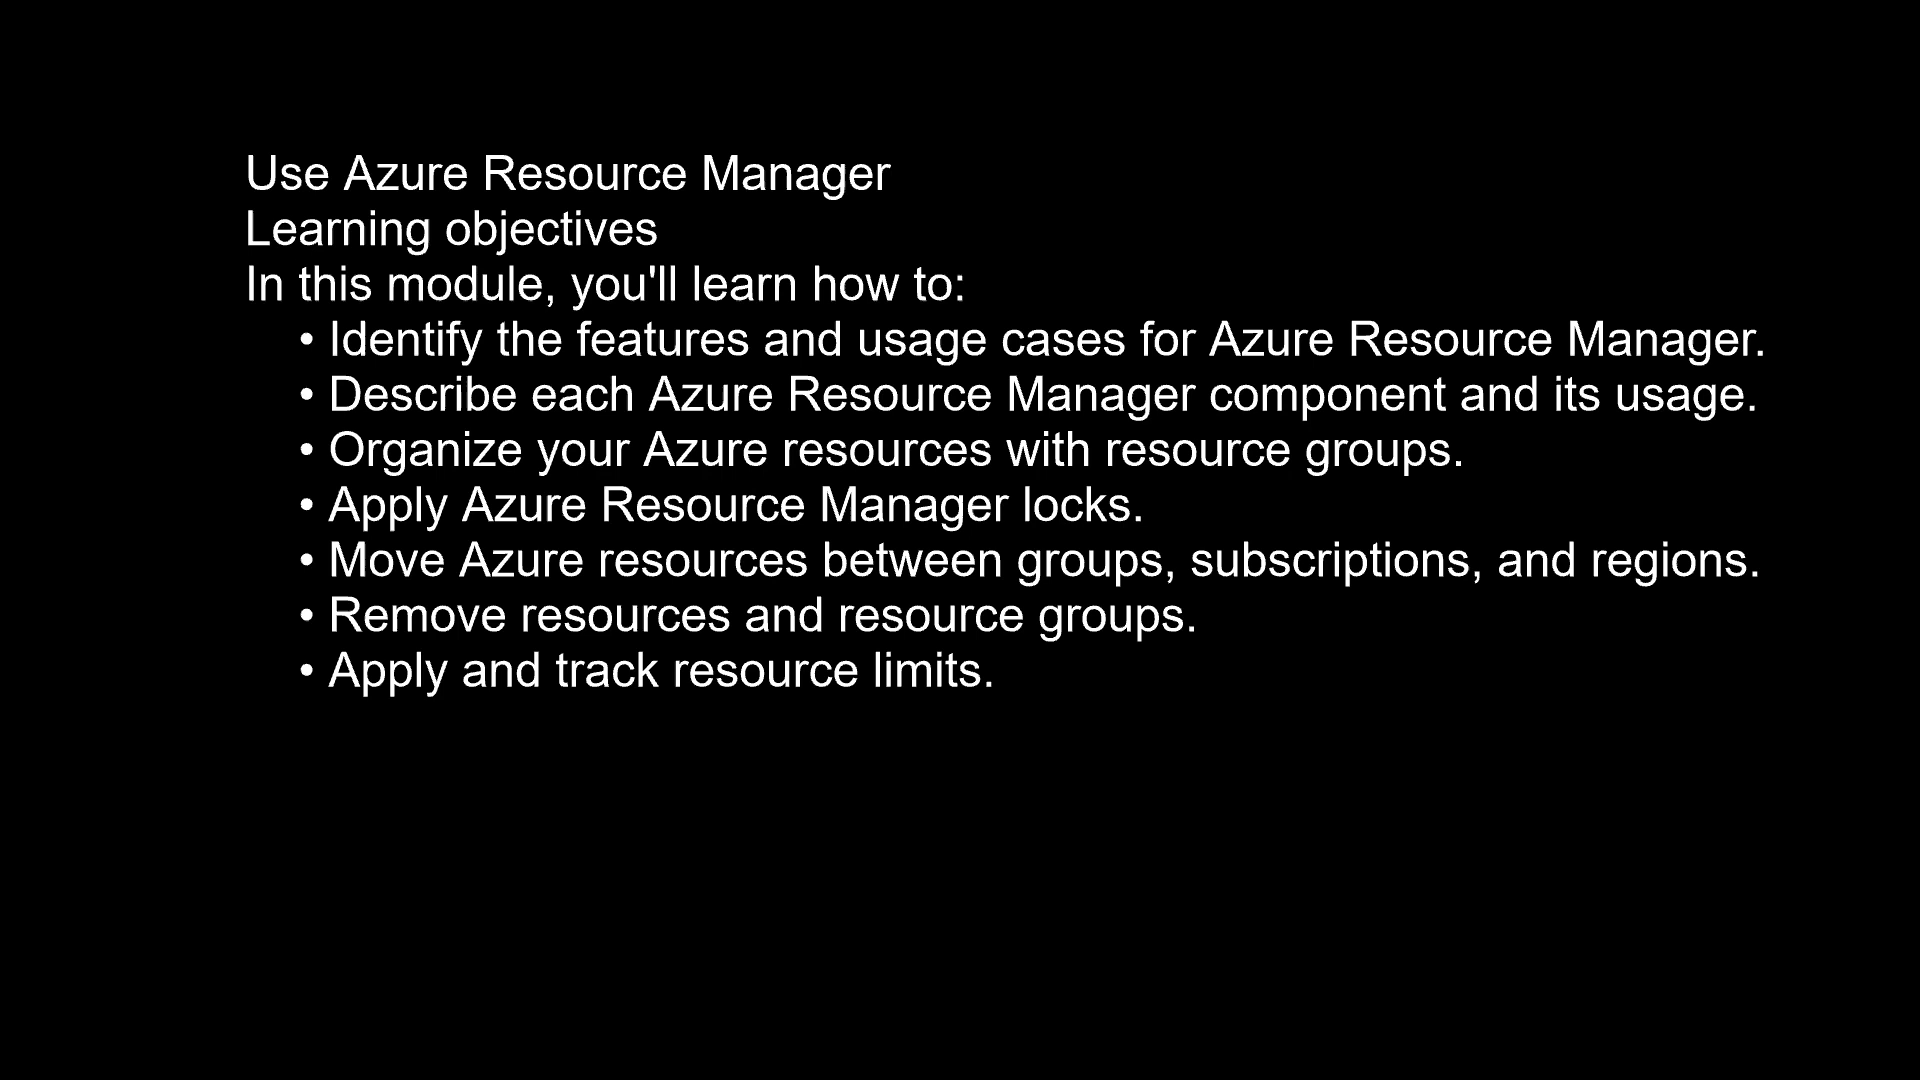 Use Azure Resource Manager
Learning objectives
In this module, you'll learn how to:
• Identify the features and usage cases for Azure Resource Manager.
• Describe each Azure Resource Manager component and its usage.
• Organize your Azure resources with resource groups.
• Apply Azure Resource Manager locks.
• Move Azure resources between groups, subscriptions, and regions.
• Remove resources and resource groups.
• Apply and track resource limits.